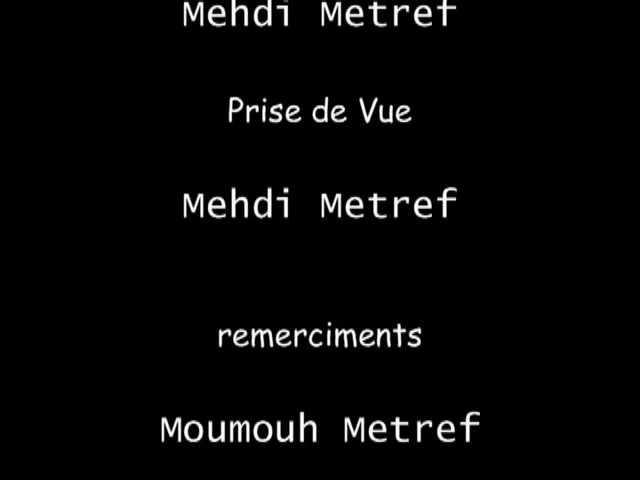 Mehdi Metref
Prise de Vue
Mehdi Metref
remerciments
Moumouh Metref